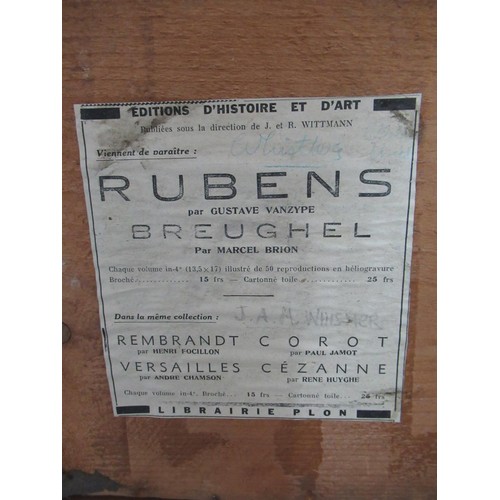 ÉDITIONS D'HISTOIRE ET D'ART
Publiées sous la direction de J. et R. WITTMANN
Viennent de paraître :
RUBENS
par GUSTAVE VANZYPE
BREUGHEL
Par MARCEL BRION
Chaque volume in-4° (13,5×17) illustré de 50 reproductions en héliogravure
Broché............. 15 frs — Cartonné toile ............ 25 frs
Dans la même collection :
J. A. M. WHISTLER
REMBRANDT COROT
par HENRI FOCILLON par PAUL JAMOT
VERSAILLES CÉZANNE
par ANDRÉ CHAMSON par RENE HUYGHE
Chaque volume in-4°. Broché.. 15 frs — Cartonné toile .... 25 frs
LIBRAIRIE PLON